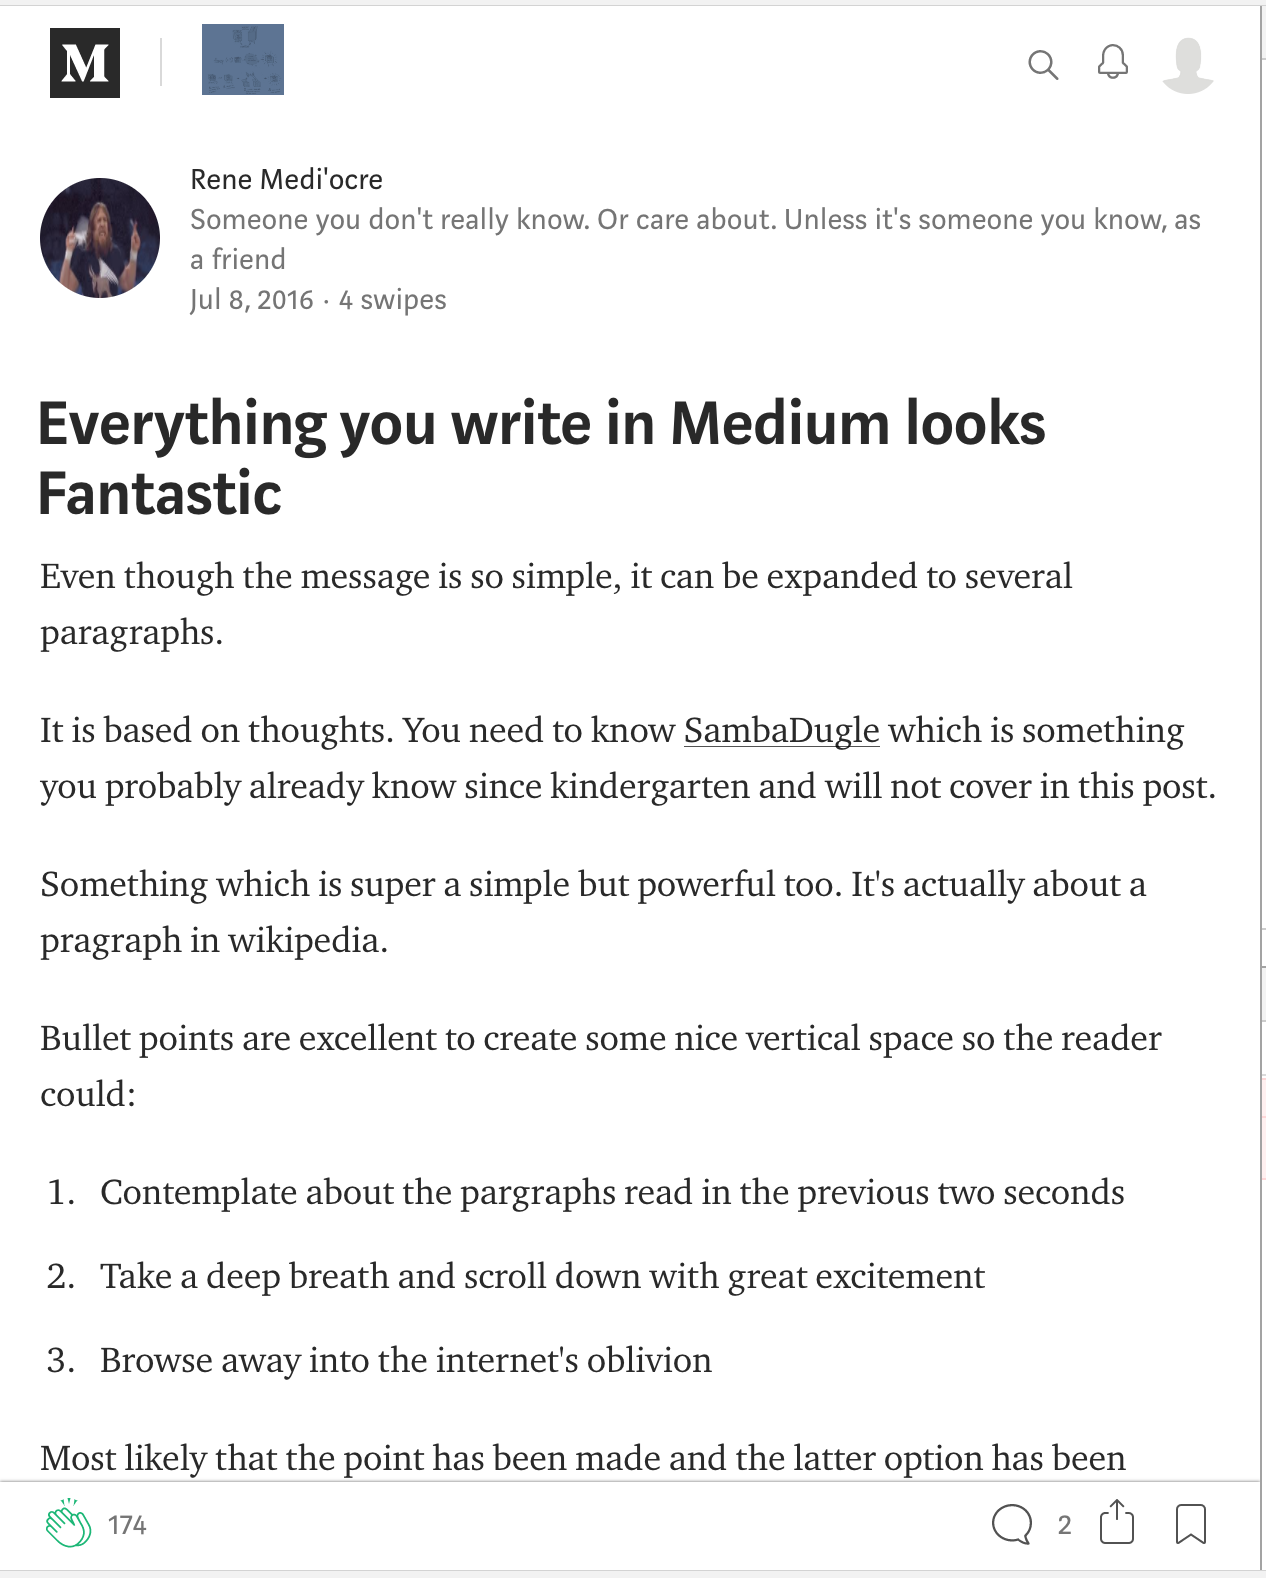 M
Rene Medi'ocre
Someone you don't really know. Or care about. Unless it's someone you know, as
a friend
Jul 8, 2016 · 4 swipes
Everything you write in Medium looks
Fantastic
Even though the message is so simple, it can be expanded to several
paragraphs.
It is based on thoughts. You need to know SambaDugle which is something
you probably already know since kindergarten and will not cover in this post.
Something which is super a simple but powerful too. It's actually about a
pragraph in wikipedia.
Bullet points are excellent to create some nice vertical space so the reader
could:
1. Contemplate about the pargraphs read in the previous two seconds
2. Take a deep breath and scroll down with great excitement
3. Browse away into the internet's oblivion
Most likely that the point has been made and the latter option has been
174
2